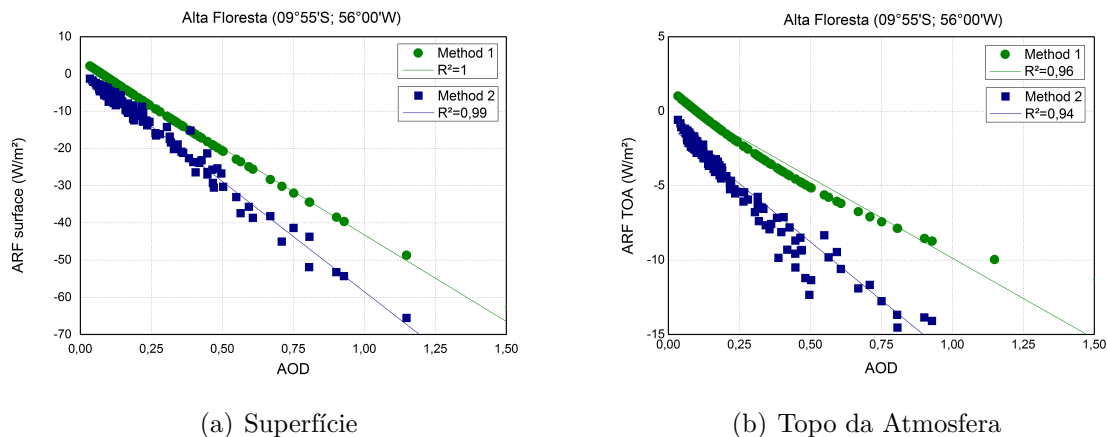 Alta Floresta (09°55'S; 56°00'W)
10
0
-10
-20
-30
-40
-50
-60
-70
ARF surface (W/m²)
Method 1
R²=1
Method 2
R²=0,99
0,00 0,25 0,50 0,75 1,00 1,25 1,50
AOD
(a) Superfície
Alta Floresta (09°55'S; 56°00'W)
5
0
-5
-10
-15
ARF TOA (W/m²)
Method 1
R²=0,96
Method 2
R²=0,94
0,00 0,25 0,50 0,75 1,00 1,25 1,50
AOD
(b) Topo da Atmosfera